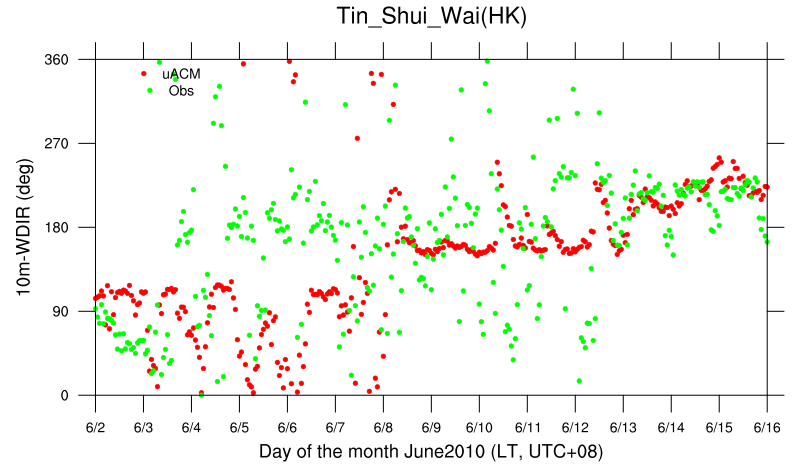 Tin_Shui_Wai(HK)
360
uACM
Obs
270
180
90
0
10m-WDIR (deg)
6/2 6/3 6/4 6/5 6/6 6/7 6/8 6/9 6/10 6/11 6/12 6/13 6/14 6/15 6/16
Day of the month June2010 (LT, UTC+08)